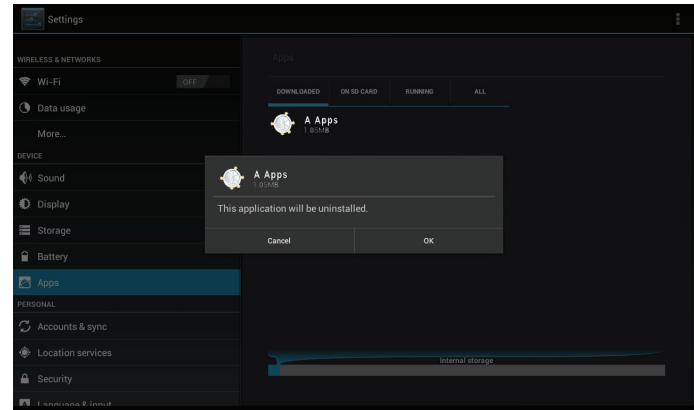 Settings
WIRELESS & NETWORKS
Wi-Fi OFF
Data usage
More...
DEVICE
Sound
Display
Storage
Battery
Apps
PERSONAL
Accounts & sync
Location services
Security
Language & input
Apps
DOWNLOADED ON SD CARD RUNNING ALL
A Apps
1.05MB
A Apps
1.05MB
This application will be uninstalled.
Cancel OK
Internal storage